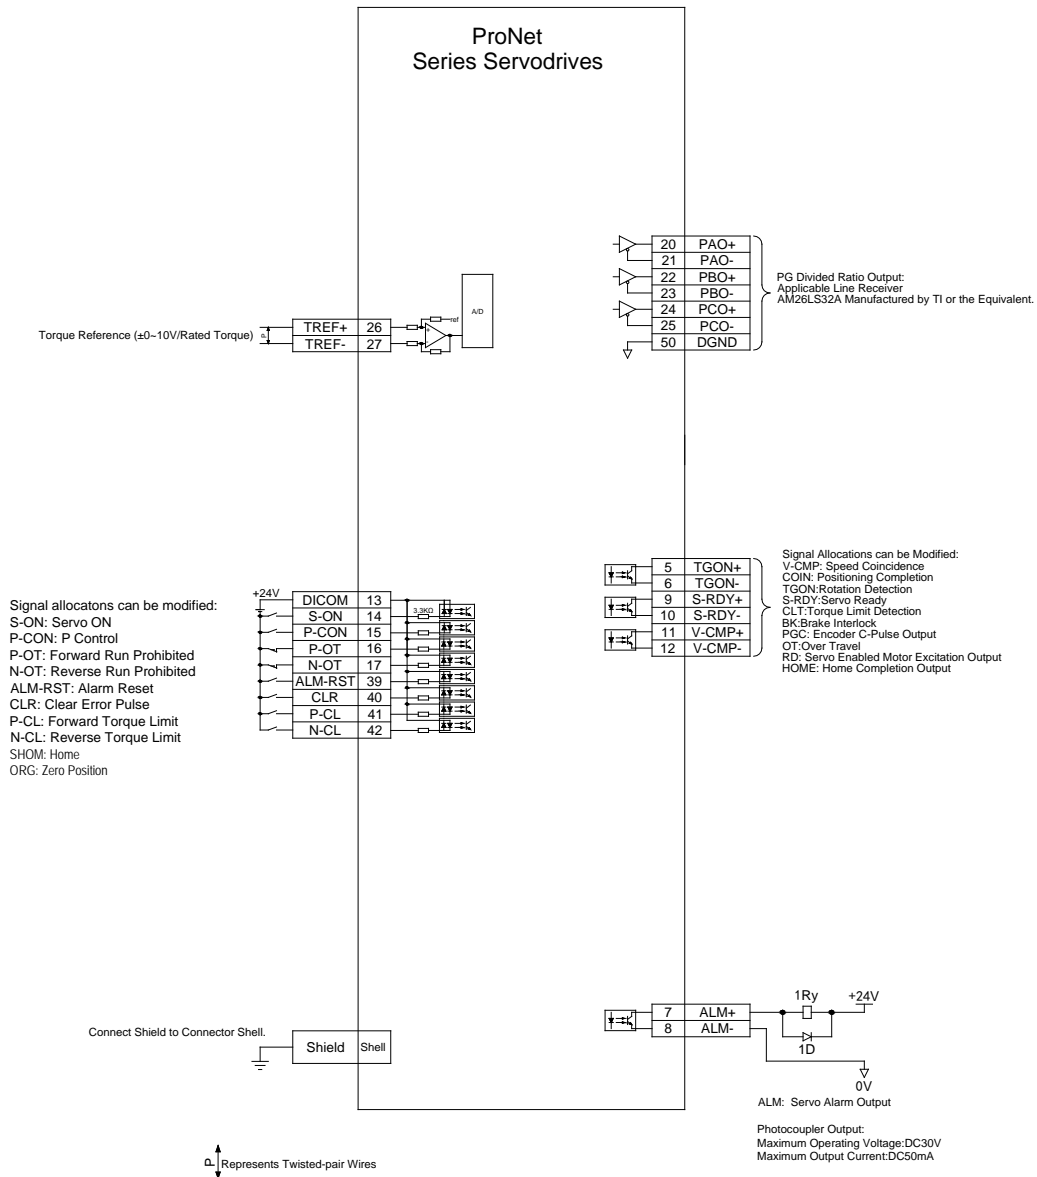 ProNet
Series Servodrives
20 PAO+
21 PAO-
22 PBO+
23 PBO-
24 PCO+
25 PCO-
50 DGND
PG Divided Ratio Output:
Applicable Line Receiver
AM26LS32A Manufactured by TI or the Equivalent.
Torque Reference (±0~10V/Rated Torque)
P
TREF+ 26
TREF- 27
ref
A/D
5 TGON+
6 TGON-
9 S-RDY+
10 S-RDY-
11 V-CMP+
12 V-CMP-
Signal Allocations can be Modified:
V-CMP: Speed Coincidence
COIN: Positioning Completion
TGON:Rotation Detection
S-RDY:Servo Ready
CLT:Torque Limit Detection
BK:Brake Interlock
PGC: Encoder C-Pulse Output
OT:Over Travel
RD: Servo Enabled Motor Excitation Output
HOME: Home Completion Output
Signal allocatons can be modified:
S-ON: Servo ON
P-CON: P Control
P-OT: Forward Run Prohibited
N-OT: Reverse Run Prohibited
ALM-RST: Alarm Reset
CLR: Clear Error Pulse
P-CL: Forward Torque Limit
N-CL: Reverse Torque Limit
SHOM: Home
ORG: Zero Position
+24V
DICOM 13
S-ON 14
P-CON 15
P-OT 16
N-OT 17
ALM-RST 39
CLR 40
P-CL 41
N-CL 42
3.3KΩ
Connect Shield to Connector Shell.
Shield Shell
7 ALM+
8 ALM-
1Ry
+24V
1D
0V
ALM: Servo Alarm Output
Photocoupler Output:
Maximum Operating Voltage:DC30V
Maximum Output Current:DC50mA
P Represents Twisted-pair Wires